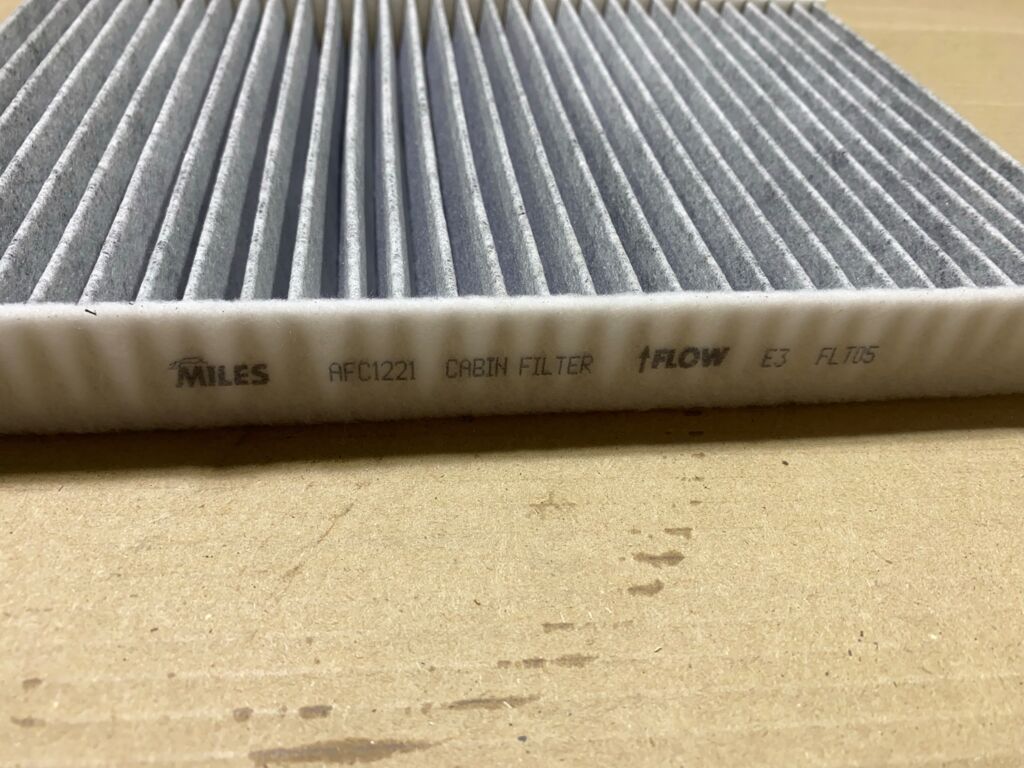 MILES AFC1221 CABIN FILTER ↑FLOW E3 FLT05